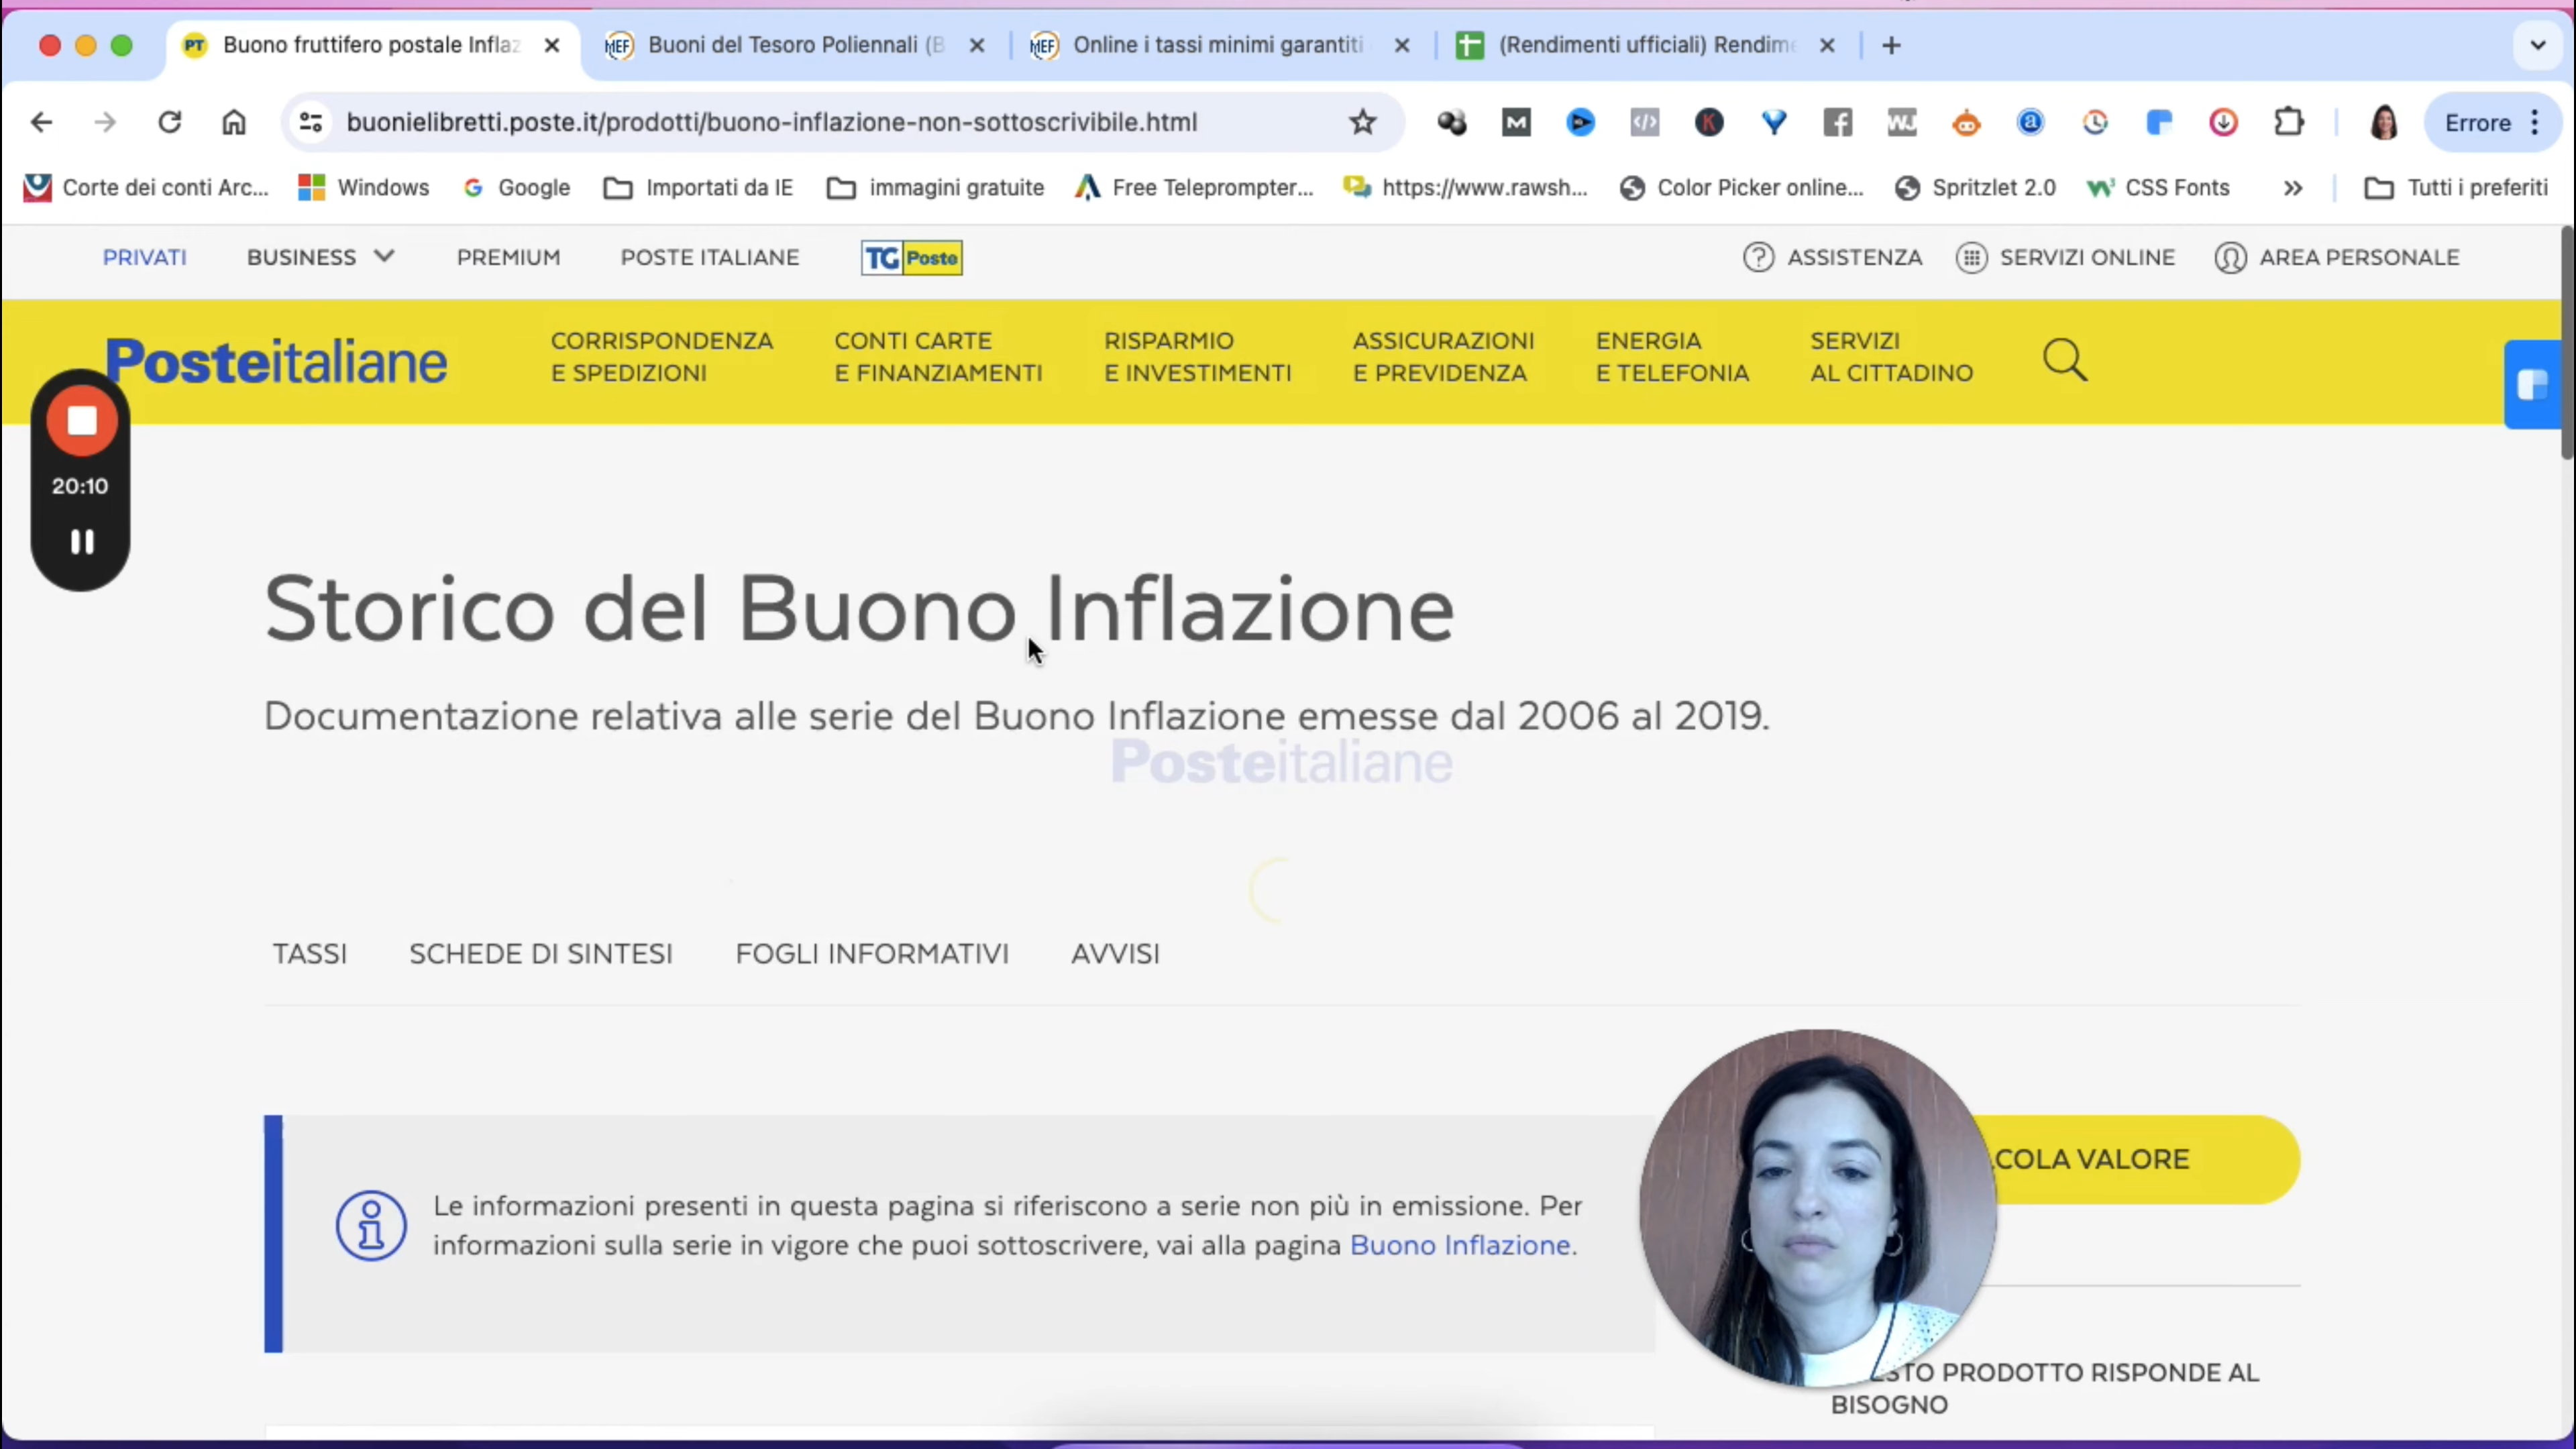 Buono fruttifero postale Inflaz
Buoni del Tesoro Poliennali (B
Online i tassi minimi garantiti
(Rendimenti ufficiali) Rendime
buonielibretti.poste.it/prodotti/buono-inflazione-non-sottoscrivibile.html
Errore
Corte dei conti Arc...
Windows
Google
Importati da IE
immagini gratuite
Free Teleprompter...
https://www.rawsh...
Color Picker online...
Spritzlet 2.0
CSS Fonts
Tutti i preferiti
PRIVATI
BUSINESS
PREMIUM
POSTE ITALIANE
TG Poste
ASSISTENZA
SERVIZI ONLINE
AREA PERSONALE
Posteitaliane
CORRISPONDENZA
E SPEDIZIONI
CONTI CARTE
E FINANZIAMENTI
RISPARMIO
E INVESTIMENTI
ASSICURAZIONI
E PREVIDENZA
ENERGIA
E TELEFONIA
SERVIZI
AL CITTADINO
20:10
Storico del Buono Inflazione
Documentazione relativa alle serie del Buono Inflazione emesse dal 2006 al 2019.
Posteitaliane
TASSI
SCHEDE DI SINTESI
FOGLI INFORMATIVI
AVVISI
Le informazioni presenti in questa pagina si riferiscono a serie non più in emissione. Per
informazioni sulla serie in vigore che puoi sottoscrivere, vai alla pagina Buono Inflazione.
COLA VALORE
STO PRODOTTO RISPONDE AL
BISOGNO